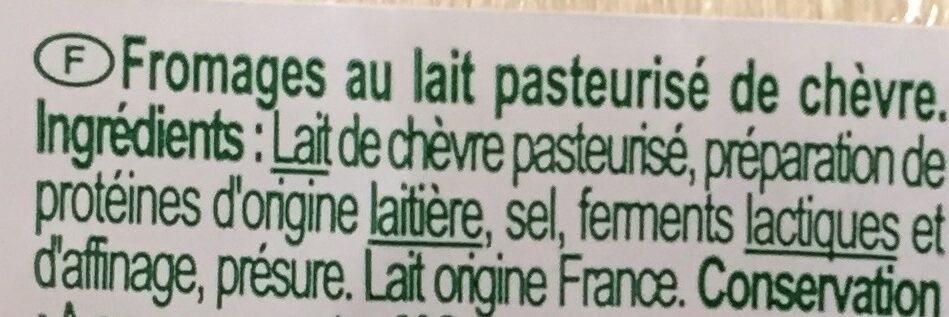 F Fromages au lait pasteurisé de chèvre.
Ingrédients : Lait de chèvre pasteurisé, préparation de
protéines d'origine laitière, sel, ferments lactiques et
d'affinage, présure. Lait origine France. Conservation